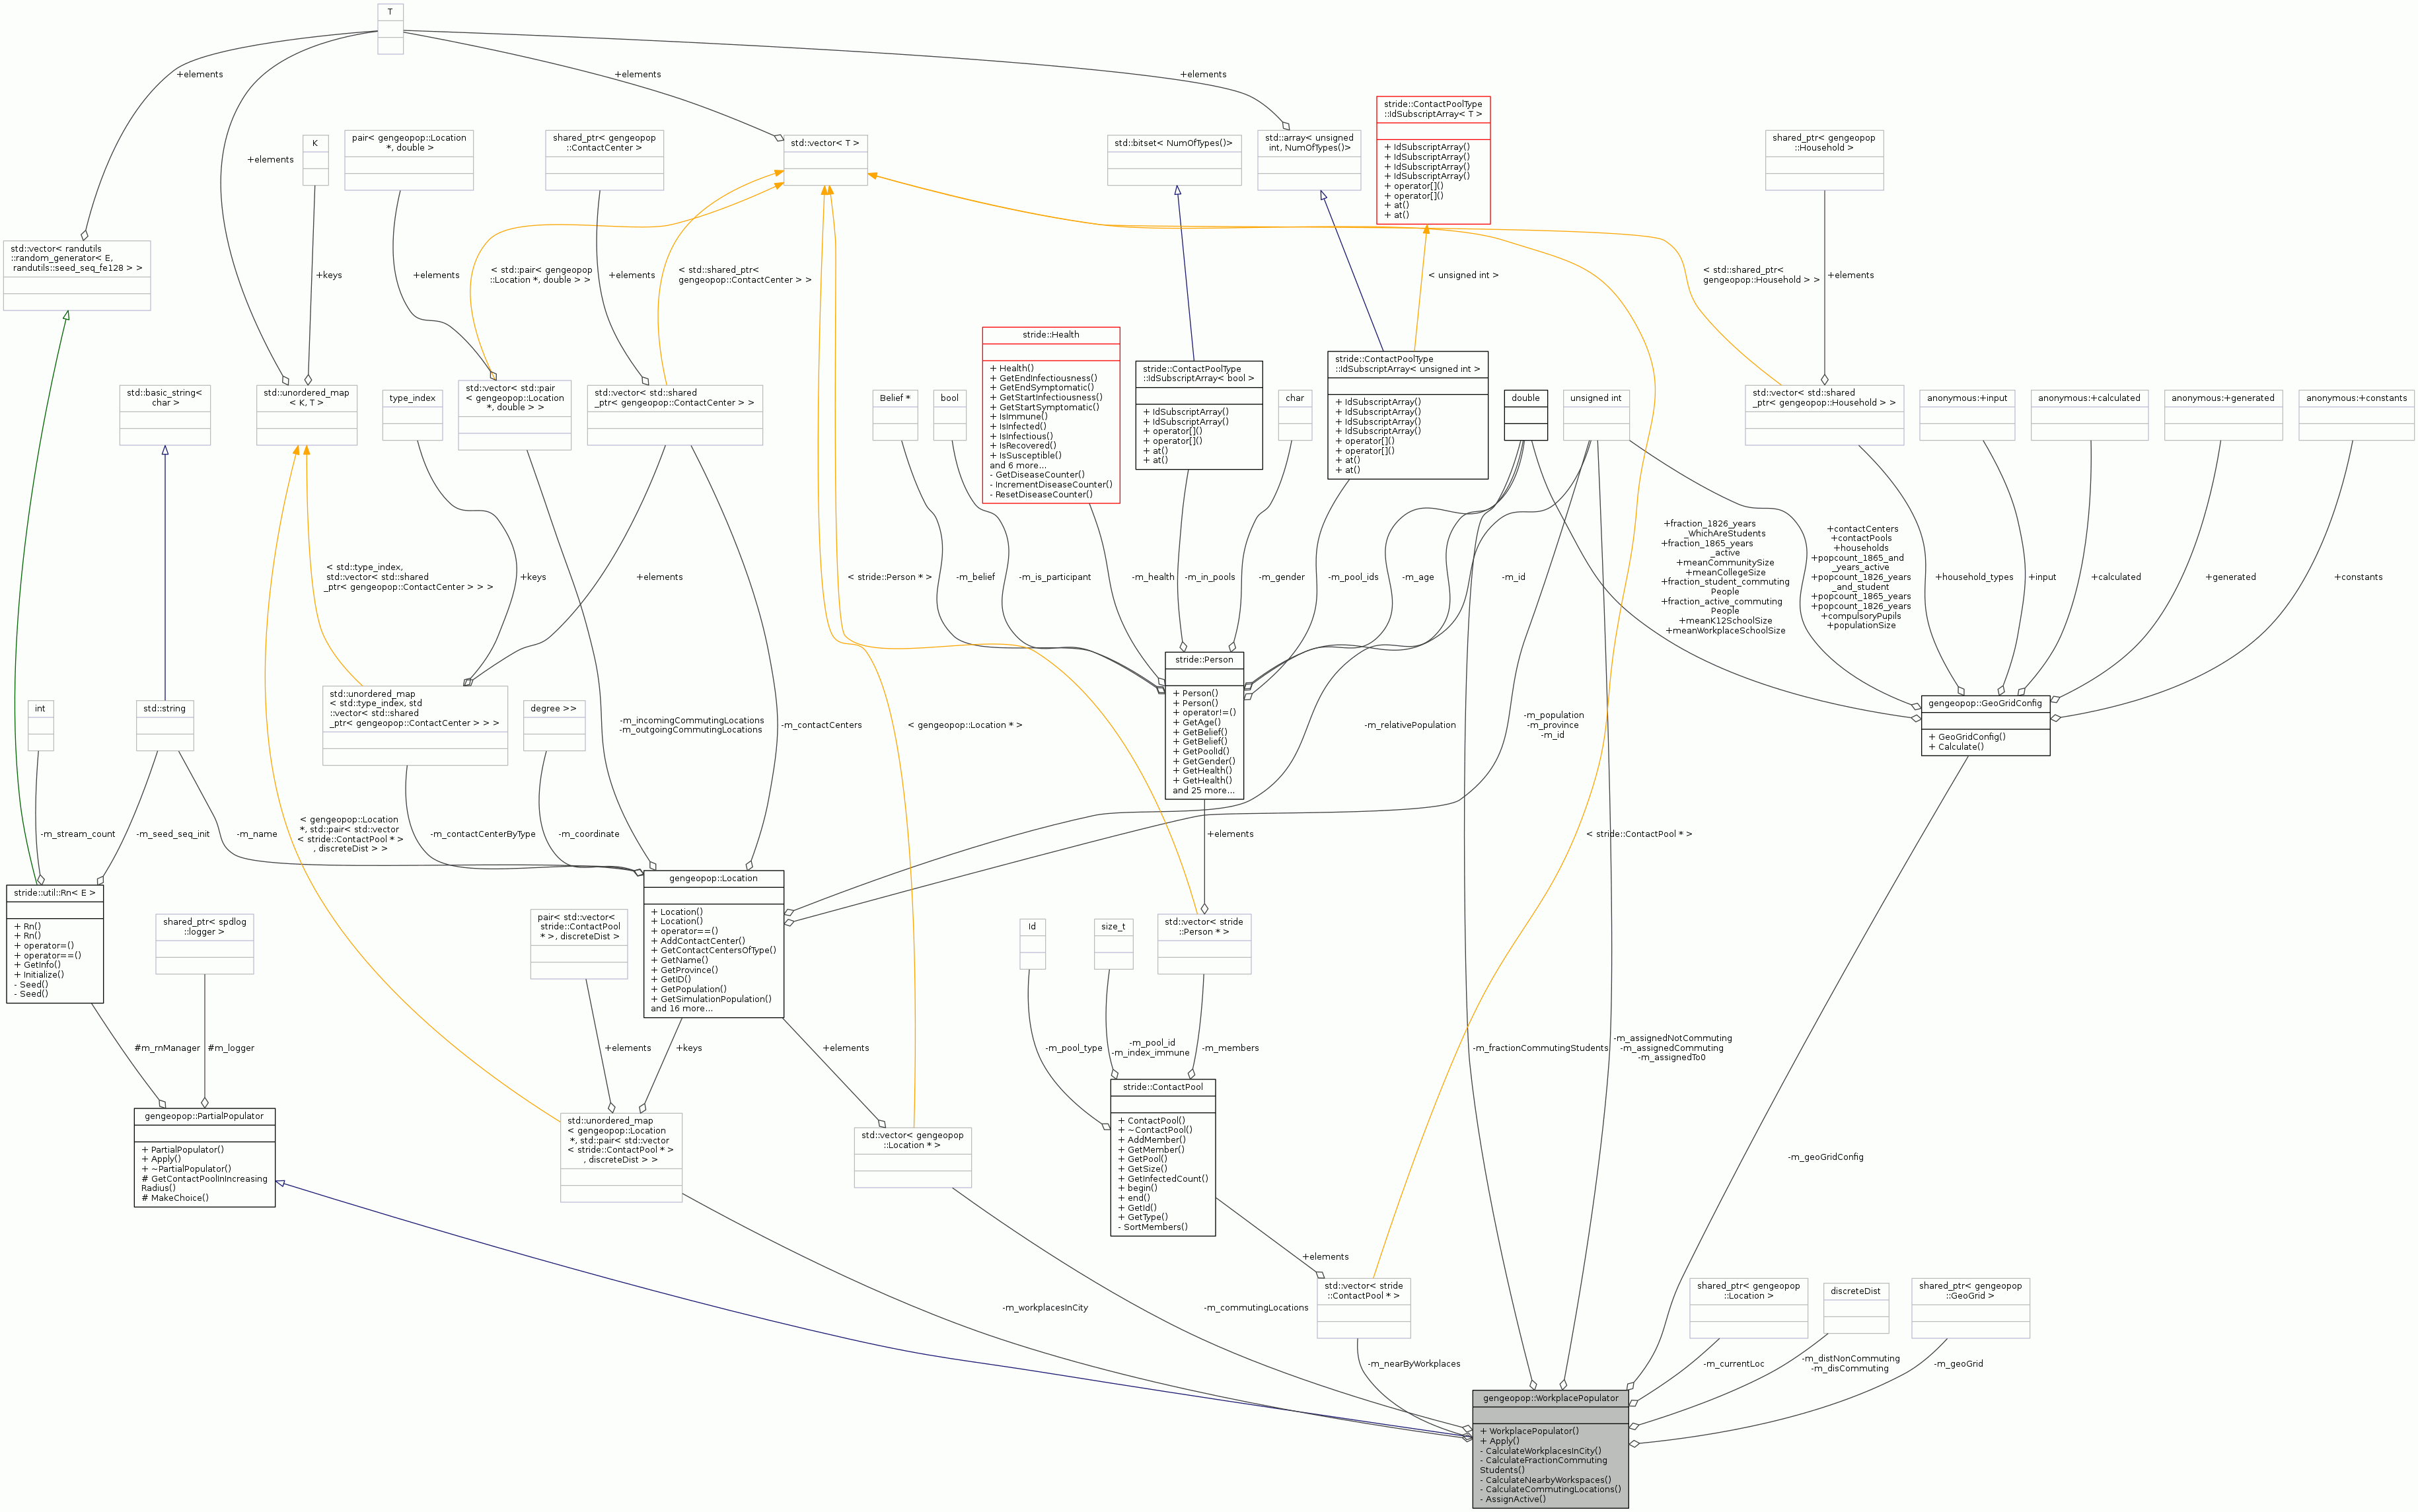 T
+elements
+elements
+elements
+elements
stride::ContactPoolType
::IdSubscriptArray< T >
+ IdSubscriptArray()
+ IdSubscriptArray()
+ IdSubscriptArray()
+ IdSubscriptArray()
+ operator[]()
+ operator[]()
+ at()
+ at()
K
pair< gengeopop::Location
*, double >
shared_ptr< gengeopop
::ContactCenter >
std::vector< T >
std::bitset< NumOfTypes()>
std::array< unsigned
int, NumOfTypes()>
shared_ptr< gengeopop
::Household >
std::vector< randutils
::random_generator< E,
randutils::seed_seq_fe128 > >
+keys
+elements
< std::pair< gengeopop
::Location *, double > >
+elements
< std::shared_ptr<
gengeopop::ContactCenter > >
< unsigned int >
< std::shared_ptr<
gengeopop::Household > >
+elements
std::basic_string<
char >
std::unordered_map
< K, T >
type_index
std::vector< std::pair
< gengeopop::Location
*, double > >
std::vector< std::shared
_ptr< gengeopop::ContactCenter > >
Belief *
bool
stride::Health
+ Health()
+ GetEndInfectiousness()
+ GetEndSymptomatic()
+ GetStartInfectiousness()
+ GetStartSymptomatic()
+ IsImmune()
+ IsInfected()
+ IsInfectious()
+ IsRecovered()
+ IsSusceptible()
and 6 more...
- GetDiseaseCounter()
- IncrementDiseaseCounter()
- ResetDiseaseCounter()
stride::ContactPoolType
::IdSubscriptArray< bool >
+ IdSubscriptArray()
+ IdSubscriptArray()
+ operator[]()
+ operator[]()
+ at()
+ at()
char
stride::ContactPoolType
::IdSubscriptArray< unsigned int >
+ IdSubscriptArray()
+ IdSubscriptArray()
+ IdSubscriptArray()
+ IdSubscriptArray()
+ operator[]()
+ operator[]()
+ at()
+ at()
double
unsigned int
std::vector< std::shared
_ptr< gengeopop::Household > >
anonymous:+input
anonymous:+calculated
anonymous:+generated
anonymous:+constants
< std::type_index,
std::vector< std::shared
_ptr< gengeopop::ContactCenter > > >
+keys
+elements
< stride::Person * >
-m_belief
-m_is_participant
-m_health
-m_in_pools
-m_gender
-m_pool_ids
-m_age
-m_id
+fraction_1826_years
_WhichAreStudents
+fraction_1865_years
_active
+meanCommunitySize
+meanCollegeSize
+fraction_student_commuting
People
+fraction_active_commuting
People
+meanK12SchoolSize
+meanWorkplaceSchoolSize
+contactCenters
+contactPools
+households
+popcount_1865_and
_years_active
+popcount_1826_years
_and_student
+popcount_1865_years
+popcount_1826_years
+compulsoryPupils
+populationSize
+household_types
+input
+calculated
+generated
+constants
int
std::string
std::unordered_map
< std::type_index, std
::vector< std::shared
_ptr< gengeopop::ContactCenter > > >
degree >>
-m_incomingCommutingLocations
-m_outgoingCommutingLocations
-m_contactCenters
< gengeopop::Location * >
stride::Person
+ Person()
+ Person()
+ operator!=()
+ GetAge()
+ GetBelief()
+ GetBelief()
+ GetPoolId()
+ GetGender()
+ GetHealth()
+ GetHealth()
and 25 more...
-m_relativePopulation
-m_population
-m_province
-m_id
gengeopop::GeoGridConfig
+ GeoGridConfig()
+ Calculate()
-m_stream_count
-m_seed_seq_init
-m_name
< gengeopop::Location
*, std::pair< std::vector
< stride::ContactPool * >
, discreteDist > >
-m_contactCenterByType
-m_coordinate
+elements
< stride::ContactPool * >
stride::util::Rn< E >
+ Rn()
+ Rn()
+ operator=()
+ operator==()
+ GetInfo()
+ Initialize()
- Seed()
- Seed()
shared_ptr< spdlog
::logger >
pair< std::vector<
stride::ContactPool
* >, discreteDist >
gengeopop::Location
+ Location()
+ Location()
+ operator==()
+ AddContactCenter()
+ GetContactCentersOfType()
+ GetName()
+ GetProvince()
+ GetID()
+ GetPopulation()
+ GetSimulationPopulation()
and 16 more...
Id
size_t
std::vector< stride
::Person * >
#m_rnManager
#m_logger
+elements
+keys
+elements
-m_pool_type
-m_pool_id
-m_index_immune
-m_members
-m_fractionCommutingStudents
-m_assignedNotCommuting
-m_assignedCommuting
-m_assignedTo0
gengeopop::PartialPopulator
+ PartialPopulator()
+ Apply()
+ ~PartialPopulator()
# GetContactPoolInIncreasing
Radius()
# MakeChoice()
std::unordered_map
< gengeopop::Location
*, std::pair< std::vector
< stride::ContactPool * >
, discreteDist > >
std::vector< gengeopop
::Location * >
stride::ContactPool
+ ContactPool()
+ ~ContactPool()
+ AddMember()
+ GetMember()
+ GetPool()
+ GetSize()
+ GetInfectedCount()
+ begin()
+ end()
+ GetId()
+ GetType()
- SortMembers()
-m_geoGridConfig
+elements
-m_workplacesInCity
-m_commutingLocations
std::vector< stride
::ContactPool * >
shared_ptr< gengeopop
::Location >
discreteDist
shared_ptr< gengeopop
::GeoGrid >
-m_nearByWorkplaces
-m_currentLoc
-m_distNonCommuting
-m_disCommuting
-m_geoGrid
gengeopop::WorkplacePopulator
+ WorkplacePopulator()
+ Apply()
- CalculateWorkplacesInCity()
- CalculateFractionCommuting
Students()
- CalculateNearbyWorkspaces()
- CalculateCommutingLocations()
- AssignActive()